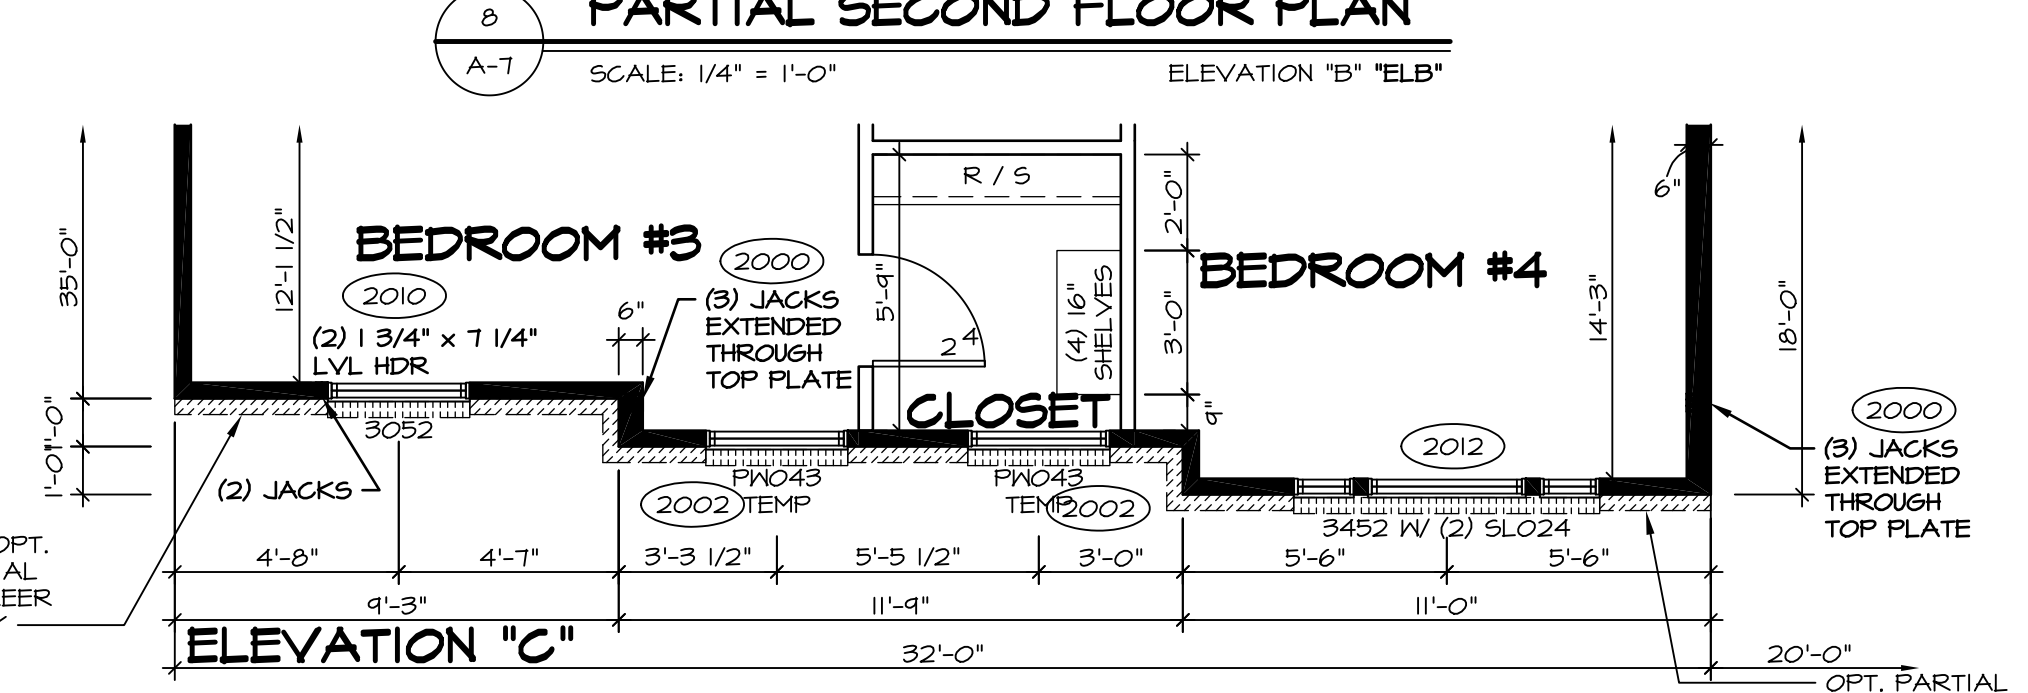 8
PARTIAL SECOND FLOOR PLAN
A-7
SCALE: 1/4" = 1'-0"
ELEVATION "B" "ELB"
35'-0"
12'-1 1/2"
BEDROOM #3
2010
(2) 1 3/4" x 7 1/4"
LVL HDR
6"
2000
(3) JACKS
EXTENDED
THROUGH
TOP PLATE
R / S
5'-9"
2 4
(4) 16"
SHELVES
CLOSET
2'-0"
3'-0"
9"
BEDROOM #4
14'-3"
6"
18'-0"
2000
(3) JACKS
EXTENDED
THROUGH
TOP PLATE
1'-0"
1'-0"
3052
(2) JACKS
PW043
TEMP
2002
PW043
TEMP
2002
2012
3452 W/ (2) SL024
OPT.
AL
EER
4'-8"
4'-7"
3'-3 1/2"
5'-5 1/2"
3'-0"
5'-6"
5'-6"
9'-3"
11'-9"
11'-0"
ELEVATION "C"
32'-0"
20'-0"
OPT. PARTIAL